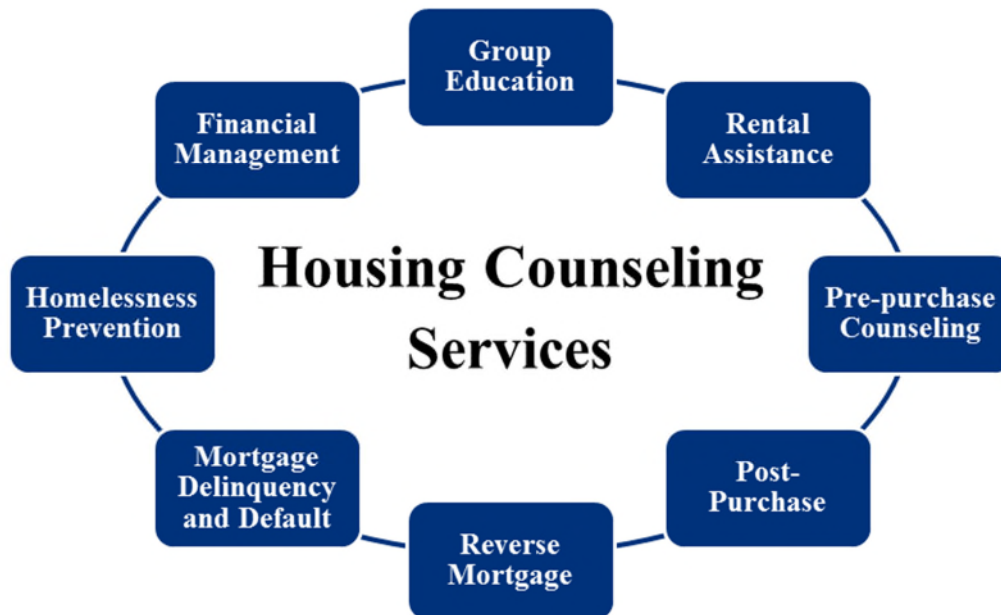 Group
Education
Rental
Assistance
Pre-purchase
Counseling
Post-
Purchase
Reverse
Mortgage
Mortgage
Delinquency
and Default
Homelessness
Prevention
Financial
Management
Housing Counseling
Services